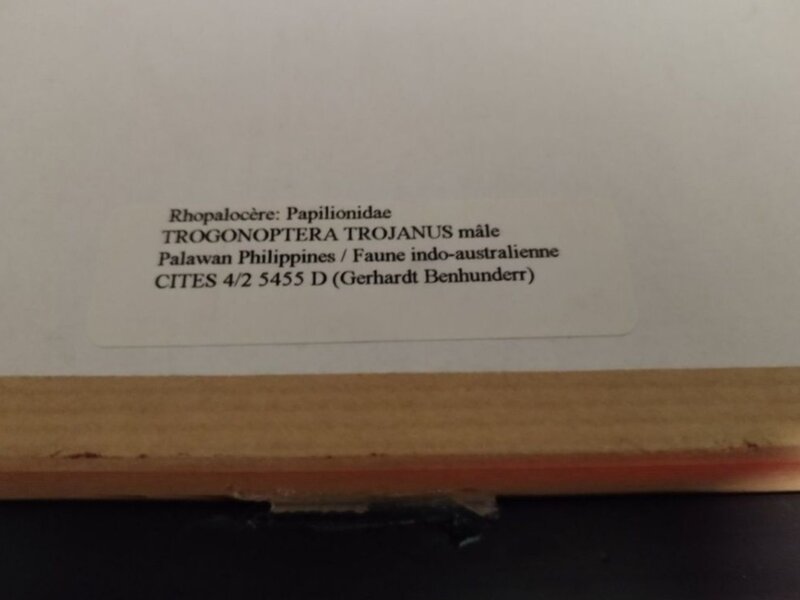 Rhopalocère: Papilionidae
TROGONOPTERA TROJANUS mâle
Palawan Philippines / Faune indo-australienne
CITES 4/2 5455 D (Gerhardt Benhunderr)